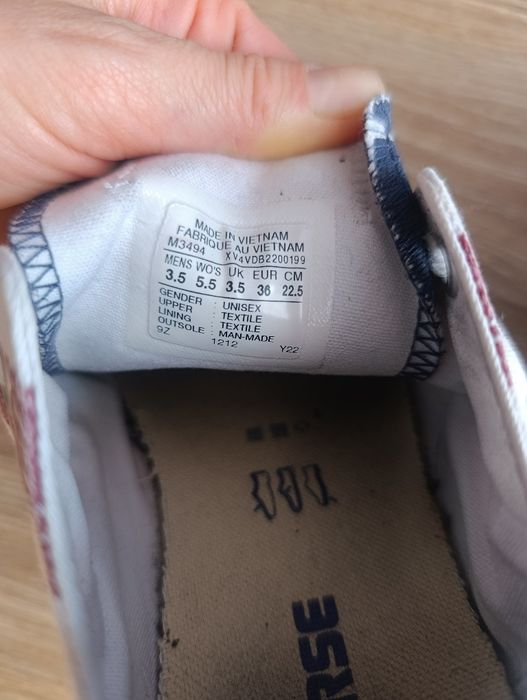 MADE IN VIETNAM
FABRIQUE AU VIETNAM
M3494 XV4VDB2200199
MENS WO'S UK EUR CM
3.5 5.5 3.5 36 22.5
GENDER : UNISEX
UPPER : TEXTILE
LINING : TEXTILE
OUTSOLE : MAN-MADE
9Z 1212 Y22
RSE